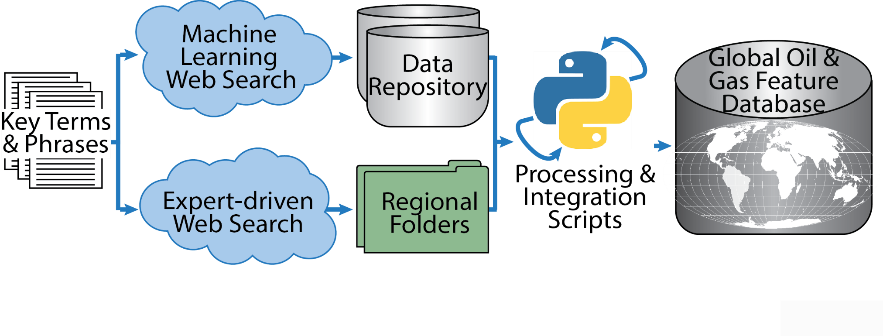 Key Terms
& Phrases
Machine
Learning
Web Search
Data
Repository
Expert-driven
Web Search
Regional
Folders
Processing &
Integration
Scripts
Global Oil &
Gas Feature
Database